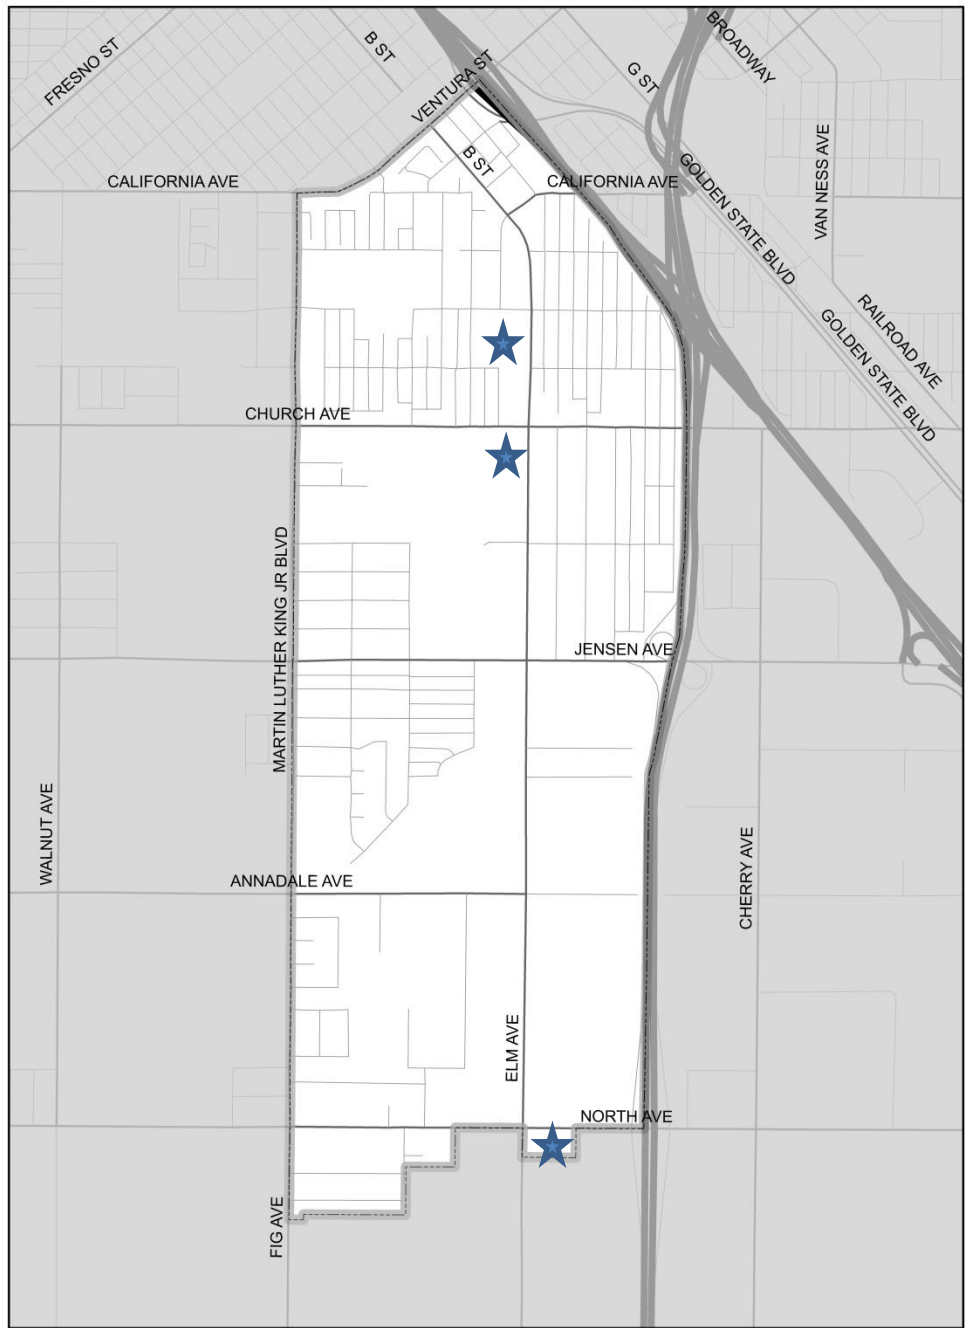 BROADWAY
FRESNO ST
B ST
G ST
VENTURA ST
B ST
CALIFORNIA AVE
CALIFORNIA AVE
VAN NESS AVE
GOLDEN STATE BLVD
RAILROAD AVE
GOLDEN STATE BLVD
CHURCH AVE
MARTIN LUTHER KING JR BLVD
JENSEN AVE
WALNUT AVE
ANNADALE AVE
CHERRY AVE
ELM AVE
NORTH AVE
FIG AVE